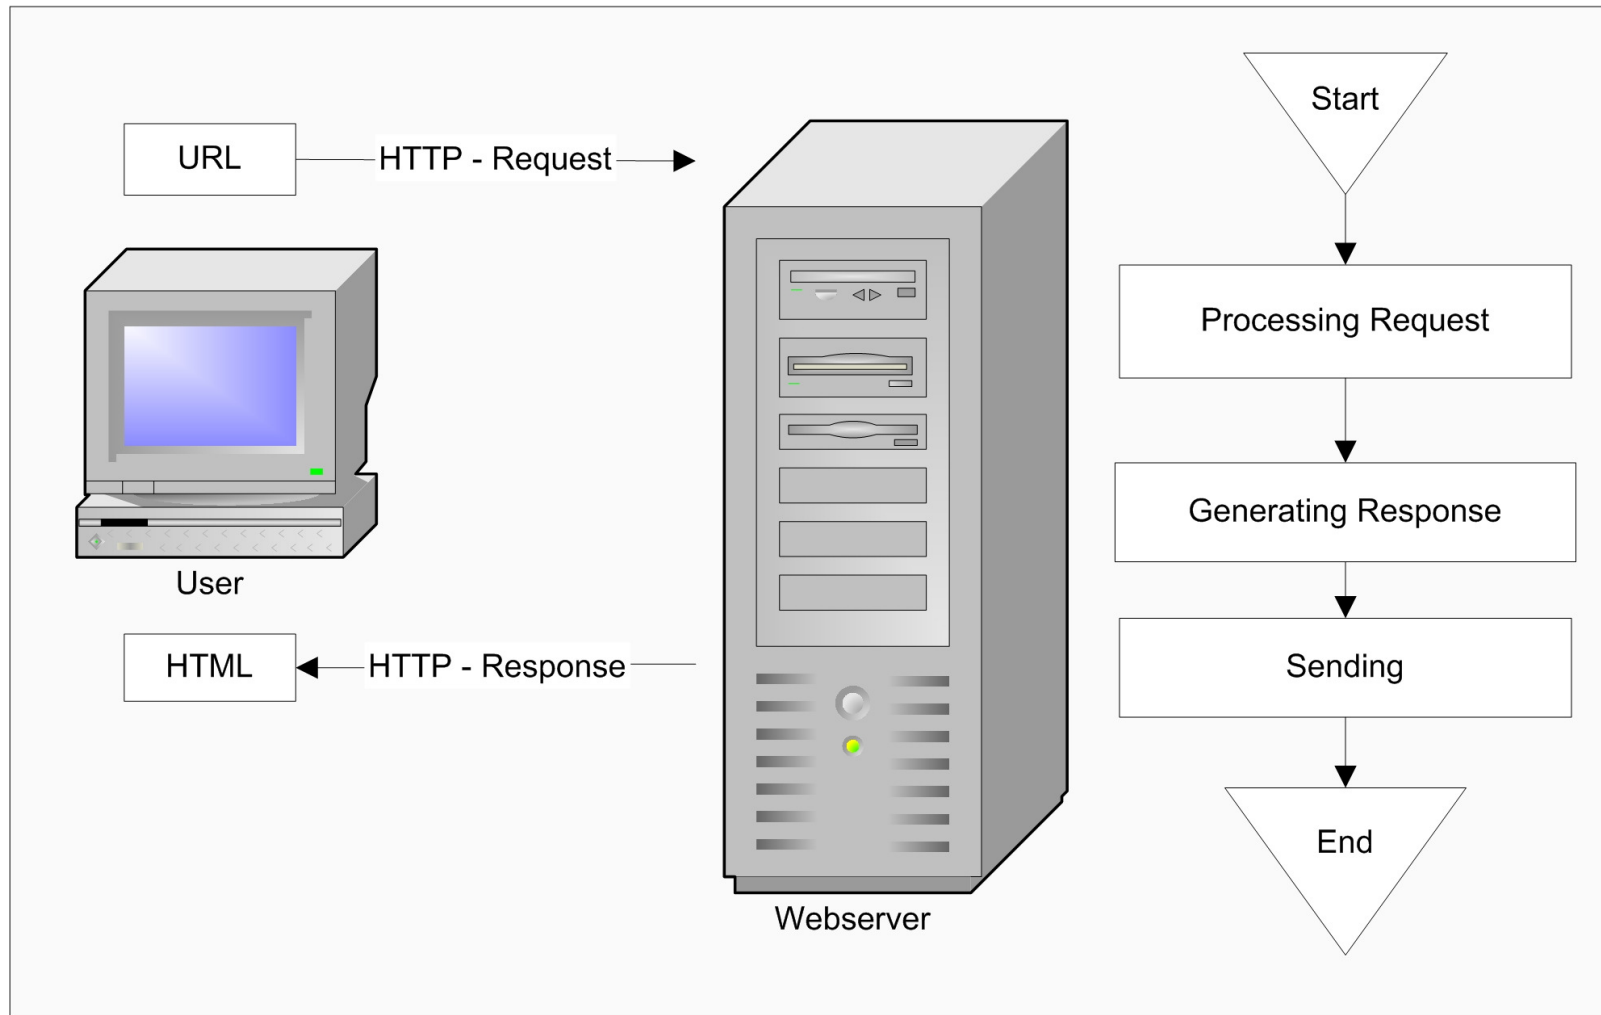 URL
HTTP - Request
User
HTML
HTTP - Response
Webserver
Start
Processing Request
Generating Response
Sending
End